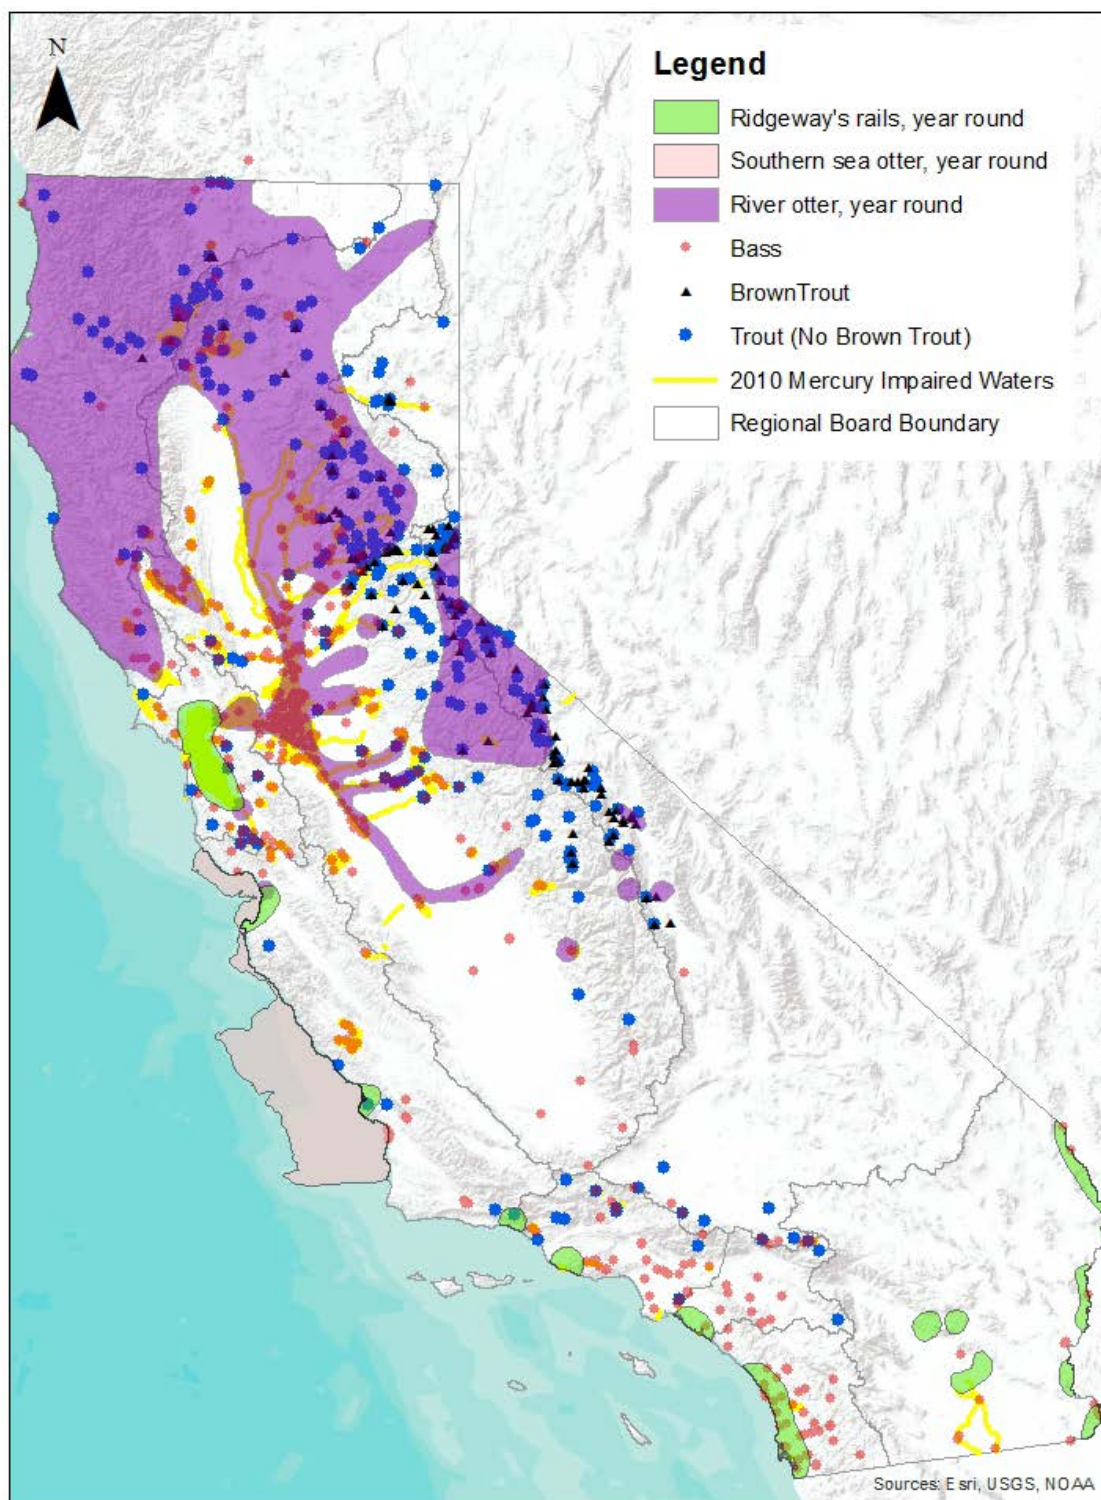 N
Legend
Ridgeway's rails, year round
Southern sea otter, year round
River otter, year round
Bass
BrownTrout
Trout (No Brown Trout)
2010 Mercury Impaired Waters
Regional Board Boundary
Sources: Esri, USGS, NOAA